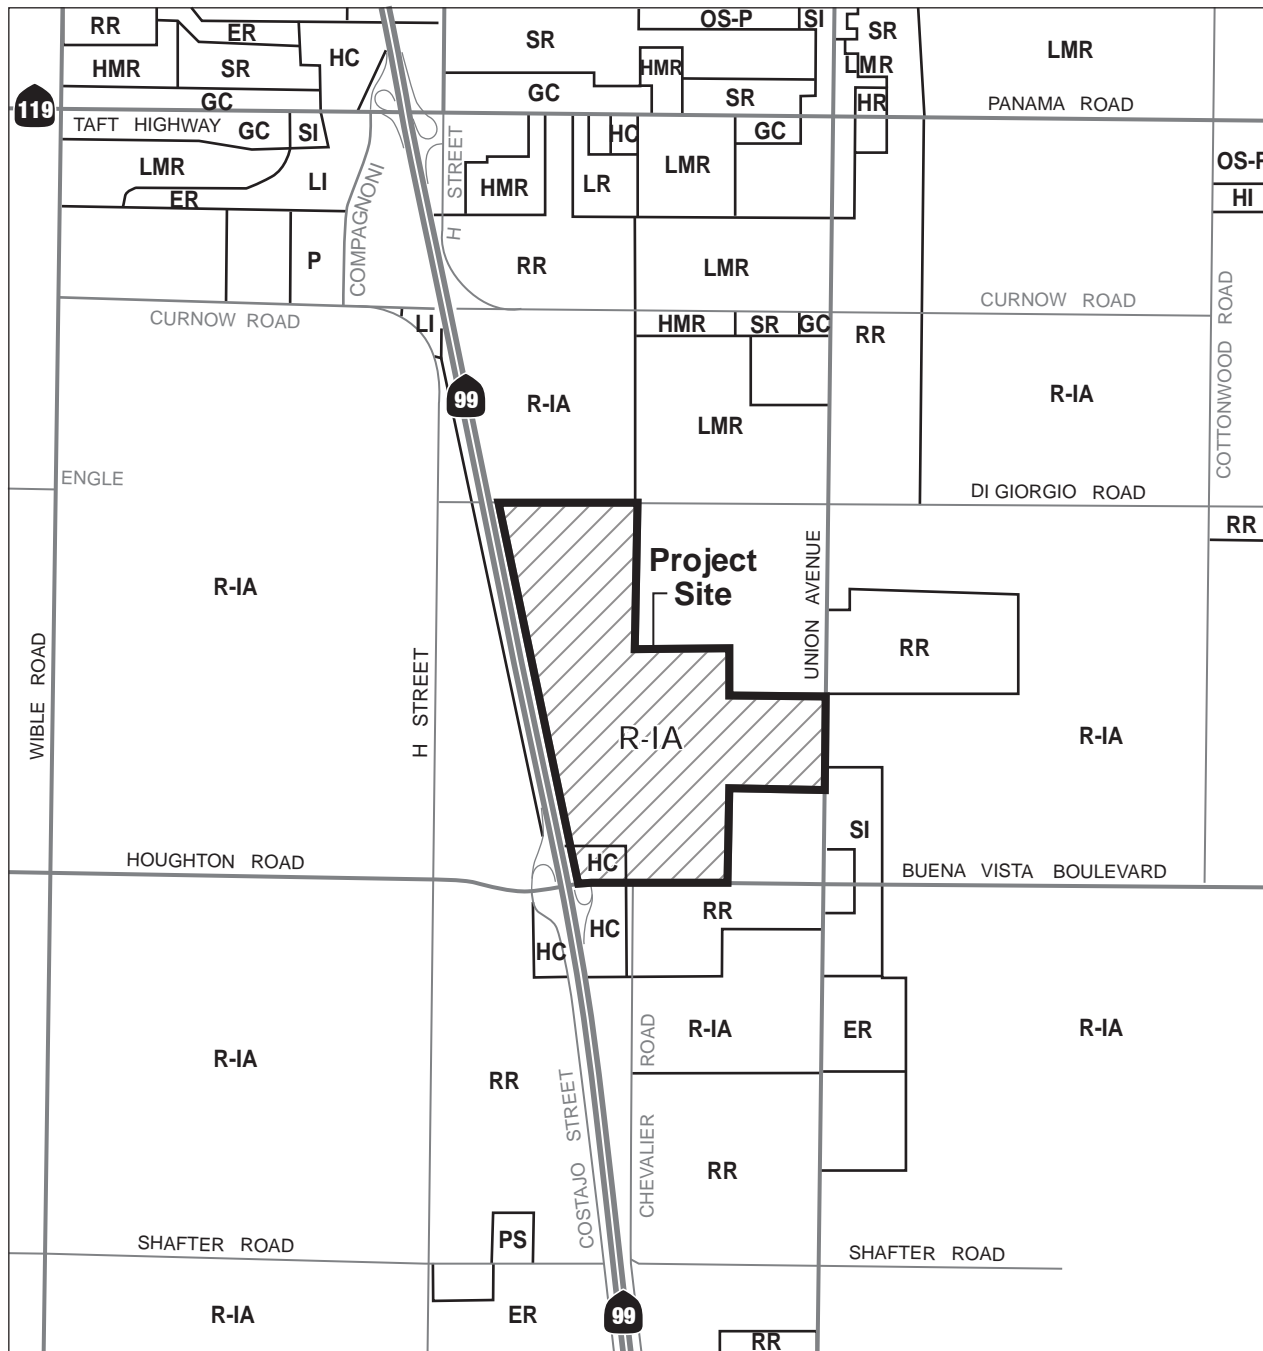 RR
ER
HC
SR
OS-P
SI
SR
LMR
LMR
HMR
SR
HMR
GC
GC
SR
HR
PANAMA ROAD
119
TAFT HIGHWAY
GC
SI
HC
LMR
GC
LMR
ER
LI
COMPAGNONI
H STREET
HMR
LR
OS-P
HI
P
RR
LMR
CURNOW ROAD
CURNOW ROAD
COTTONWOOD ROAD
LI
HMR
SR
GC
RR
99
R-IA
LMR
R-IA
ENGLE
DI GIORGIO ROAD
RR
R-IA
Project
Site
UNION AVENUE
RR
WIBLE ROAD
H STREET
R-IA
R-IA
SI
HOUGHTON ROAD
HC
BUENA VISTA BOULEVARD
RR
HC
HC
R-IA
ER
R-IA
R-IA
RR
COSTAJO STREET
CHEVALIER ROAD
RR
PS
SHAFTER ROAD
SHAFTER ROAD
R-IA
ER
99
RR